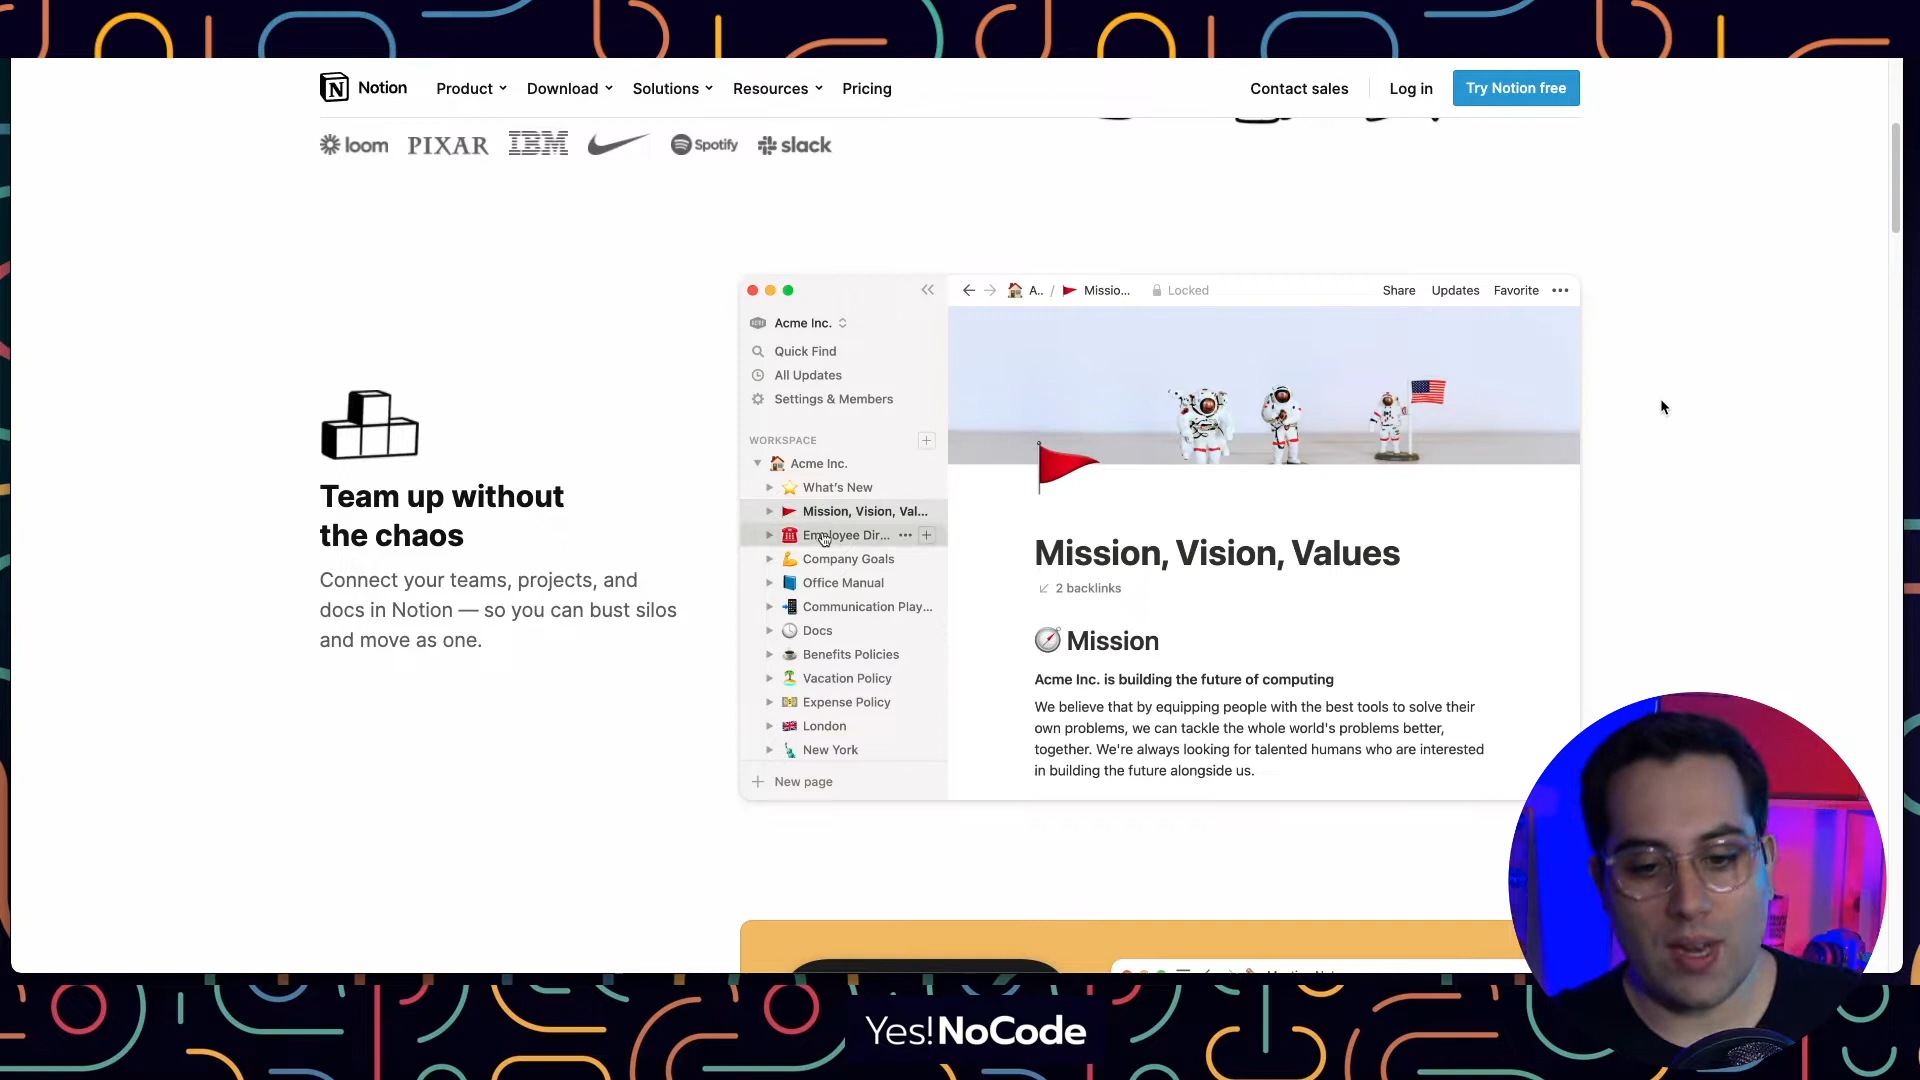 Notion
Product
Download
Solutions
Resources
Pricing
Contact sales
Log in
Try Notion free
loom
PIXAR
IBM
Spotify
slack
Team up without
the chaos
Connect your teams, projects, and
docs in Notion — so you can bust silos
and move as one.
Acme Inc.
Quick Find
All Updates
Settings & Members
WORKSPACE
Acme Inc.
What's New
Mission, Vision, Val...
Employee Dir... •••
Company Goals
Office Manual
Communication Play...
Docs
Benefits Policies
Vacation Policy
Expense Policy
London
New York
New page
A.. / Missio...
Locked
Share
Updates
Favorite
•••
Mission, Vision, Values
2 backlinks
Mission
Acme Inc. is building the future of computing
We believe that by equipping people with the best tools to solve their
own problems, we can tackle the whole world's problems better,
together. We're always looking for talented humans who are interested
in building the future alongside us.
Yes!NoCode